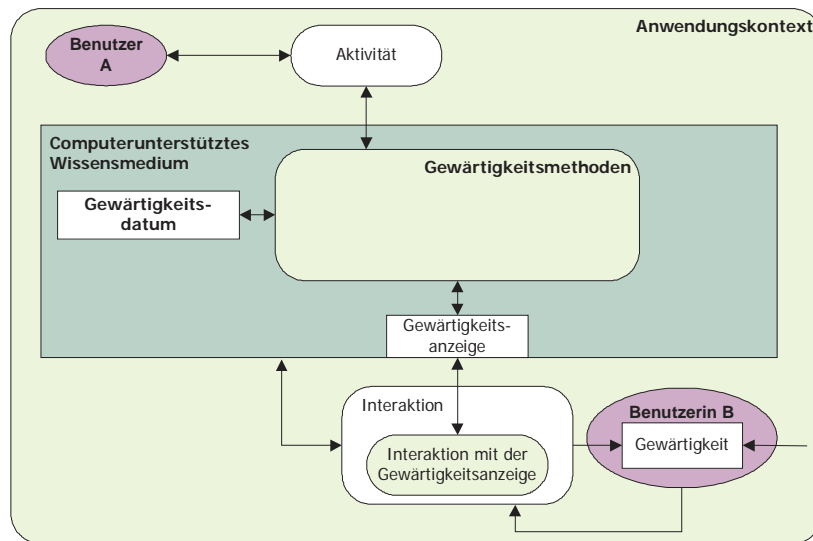 Anwendungskontext
Benutzer
A
Aktivität
Computerunterstütztes
Wissensmedium
Gewärtigkeitsmethoden
Gewärtigkeits-
datum
Gewärtigkeits-
anzeige
Interaktion
Interaktion mit der
Gewärtigkeitsanzeige
Benutzerin B
Gewärtigkeit